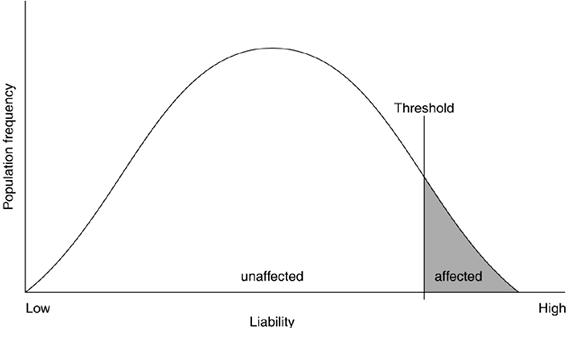 Population frequency
Threshold
unaffected
affected
Low
High
Liability